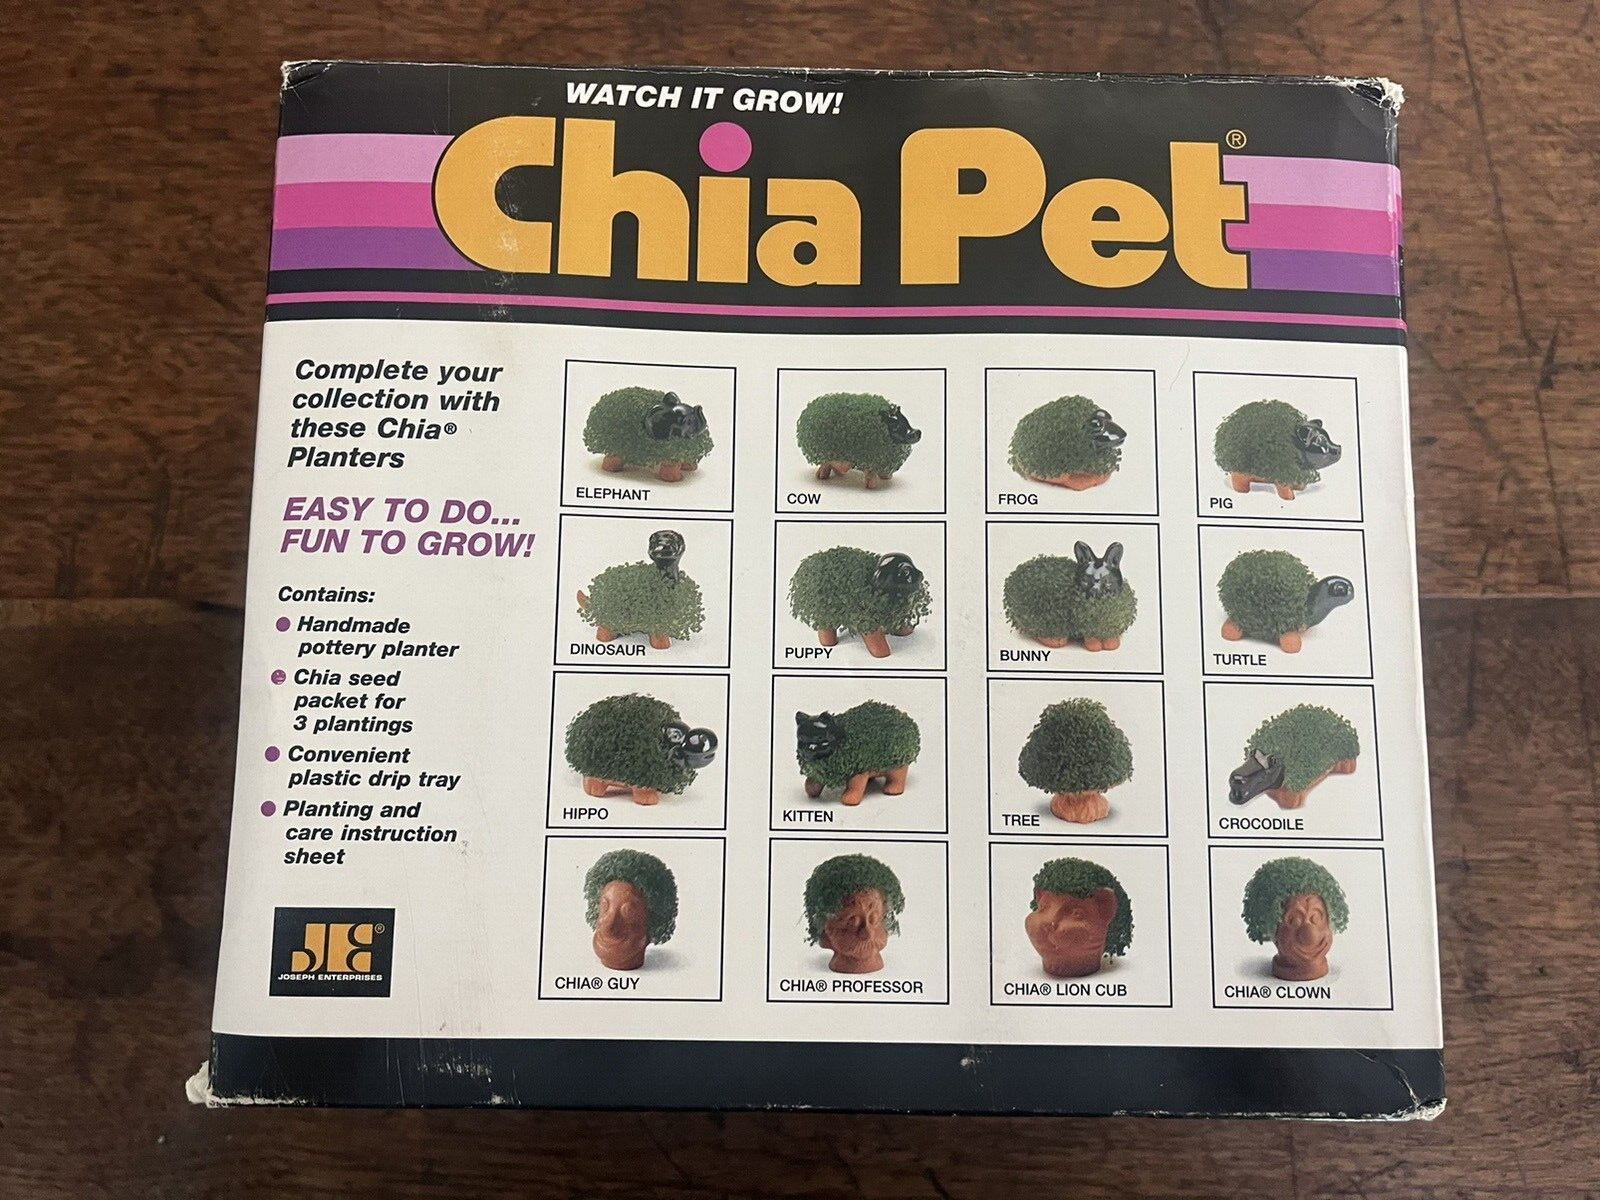 WATCH IT GROW!
Chia Pet®
Complete your
collection with
these Chia®
Planters
EASY TO DO...
FUN TO GROW!
Contains:
Handmade
pottery planter
Chia seed
packet for
3 plantings
Convenient
plastic drip tray
Planting and
care instruction
sheet
JE®
JOSEPH ENTERPRISES
ELEPHANT
COW
FROG
PIG
DINOSAUR
PUPPY
BUNNY
TURTLE
HIPPO
KITTEN
TREE
CROCODILE
CHIA® GUY
CHIA® PROFESSOR
CHIA® LION CUB
CHIA® CLOWN